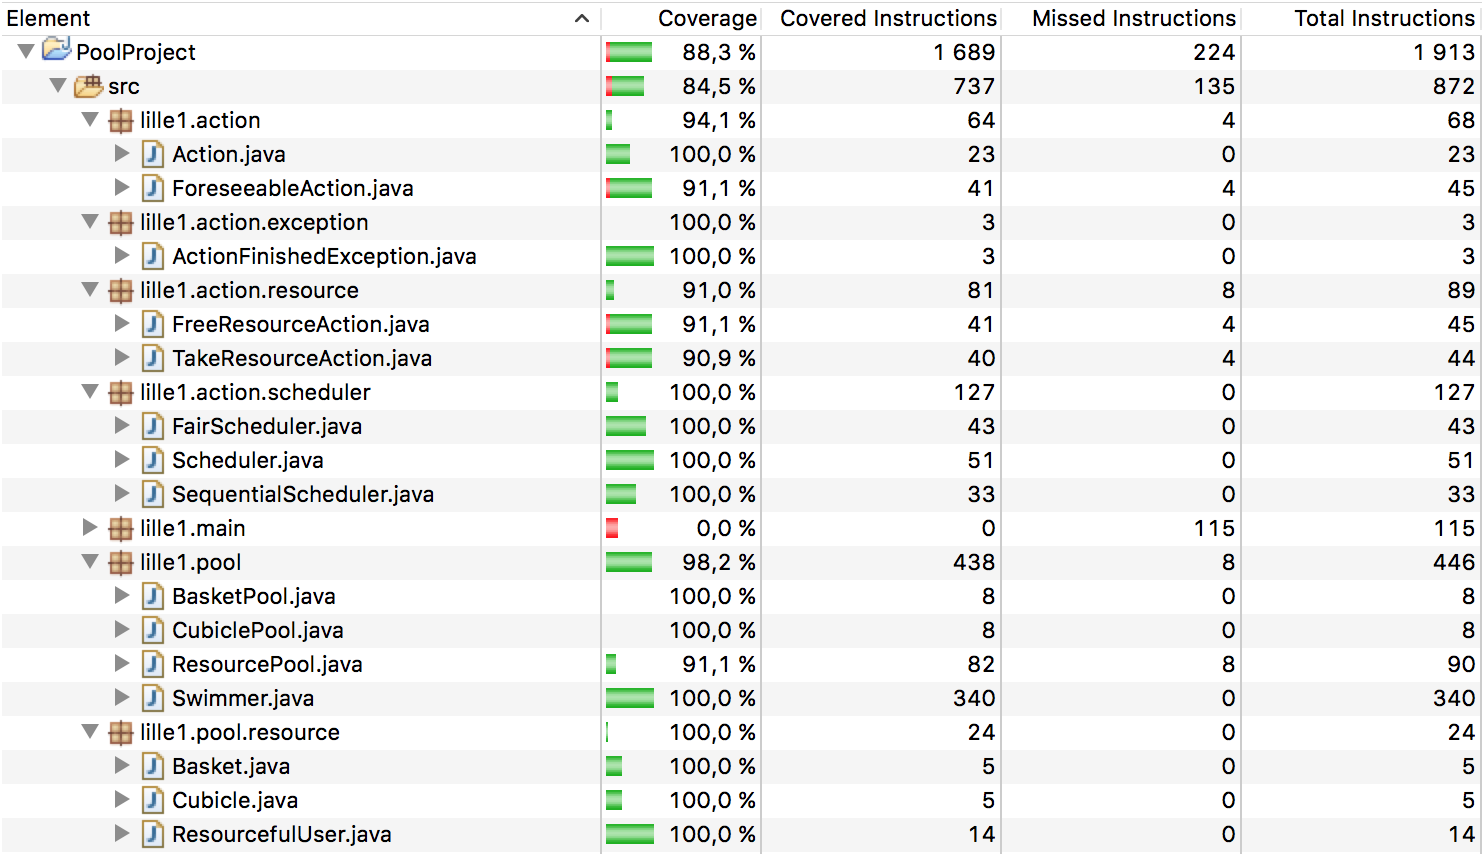 Element Coverage Covered Instructions Missed Instructions Total Instructions
PoolProject 88,3 % 1 689 224 1 913
src 84,5 % 737 135 872
lille1.action 94,1 % 64 4 68
Action.java 100,0 % 23 0 23
ForeseeableAction.java 91,1 % 41 4 45
lille1.action.exception 100,0 % 3 0 3
ActionFinishedException.java 100,0 % 3 0 3
lille1.action.resource 91,0 % 81 8 89
FreeResourceAction.java 91,1 % 41 4 45
TakeResourceAction.java 90,9 % 40 4 44
lille1.action.scheduler 100,0 % 127 0 127
FairScheduler.java 100,0 % 43 0 43
Scheduler.java 100,0 % 51 0 51
SequentialScheduler.java 100,0 % 33 0 33
lille1.main 0,0 % 0 115 115
lille1.pool 98,2 % 438 8 446
BasketPool.java 100,0 % 8 0 8
CubiclePool.java 100,0 % 8 0 8
ResourcePool.java 91,1 % 82 8 90
Swimmer.java 100,0 % 340 0 340
lille1.pool.resource 100,0 % 24 0 24
Basket.java 100,0 % 5 0 5
Cubicle.java 100,0 % 5 0 5
ResourcefulUser.java 100,0 % 14 0 14